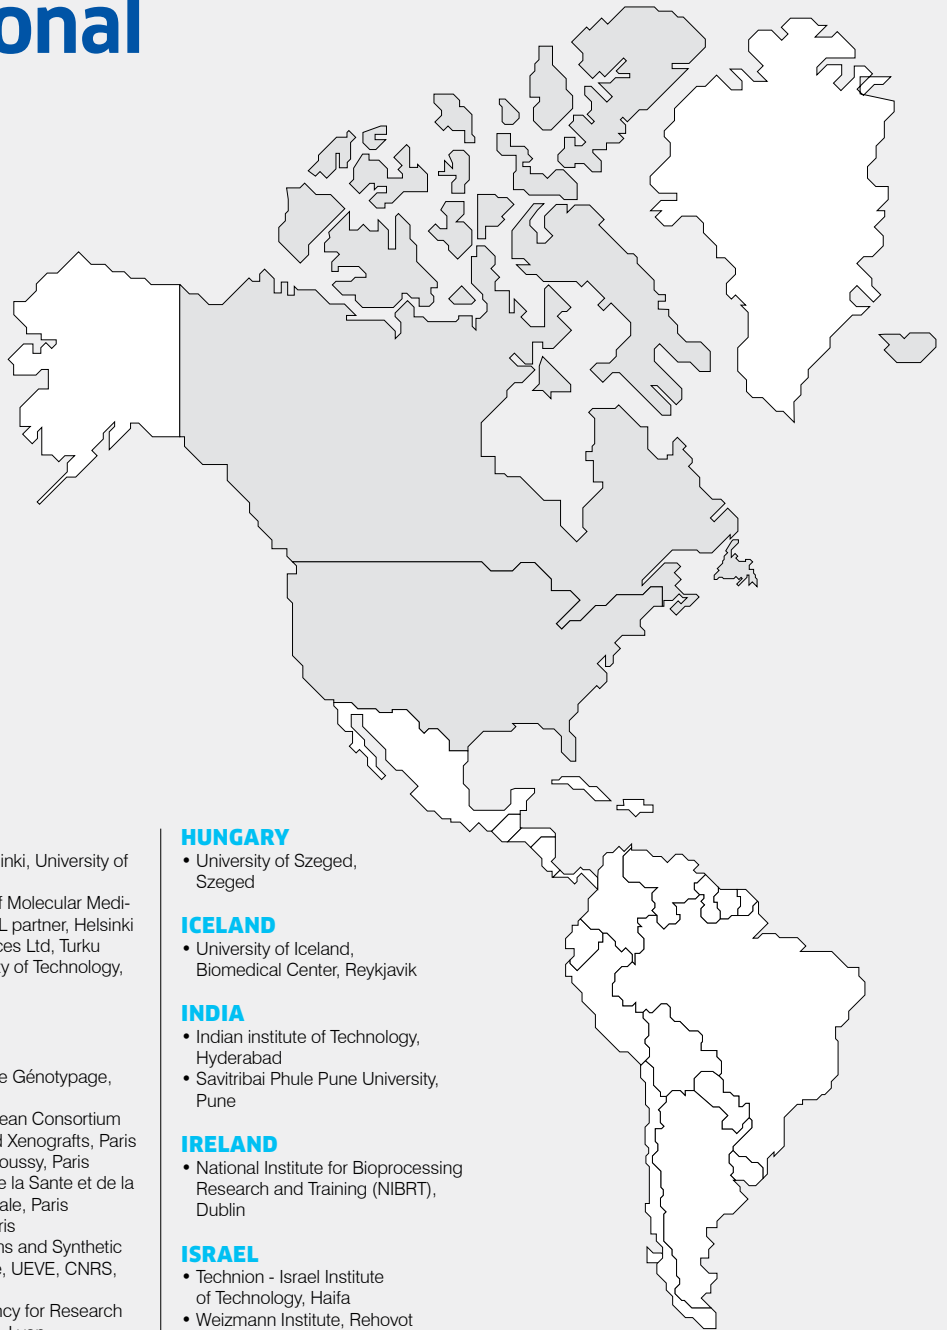 onal
inki, University of
f Molecular Medi-
L partner, Helsinki
ces Ltd, Turku
y of Technology,
e Génotypage,
ean Consortium
d Xenografts, Paris
oussy, Paris
e la Sante et de la
ale, Paris
ris
ns and Synthetic
e, UEVE, CNRS,
ncy for Research
HUNGARY
• University of Szeged,
Szeged
ICELAND
• University of Iceland,
Biomedical Center, Reykjavik
INDIA
• Indian institute of Technology,
Hyderabad
• Savitribai Phule Pune University,
Pune
IRELAND
• National Institute for Bioprocessing
Research and Training (NIBRT),
Dublin
ISRAEL
• Technion - Israel Institute
of Technology, Haifa
• Weizmann Institute, Rehovot